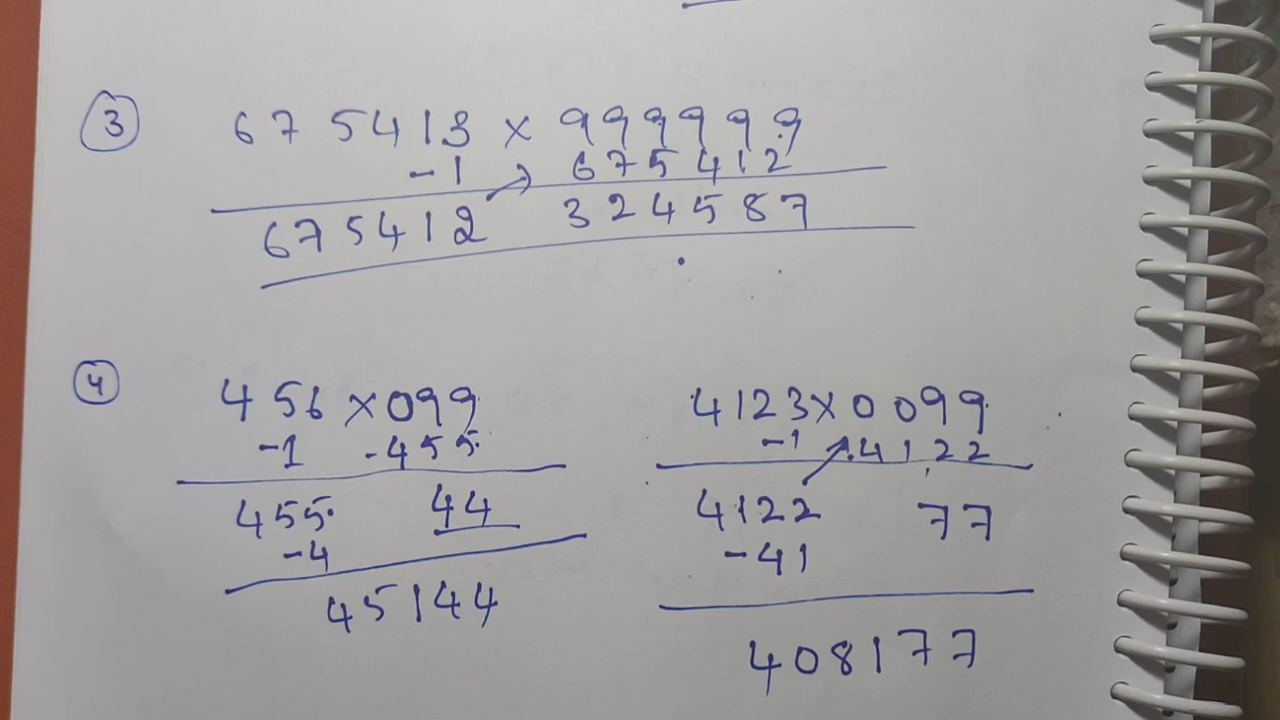 3
675413 x 999999
-1 → 675412
675412 324587
4
456 x 099
-1 -455
455 44
-4
45144
4123 x 0099
-1 4122
4122 77
-41
408177